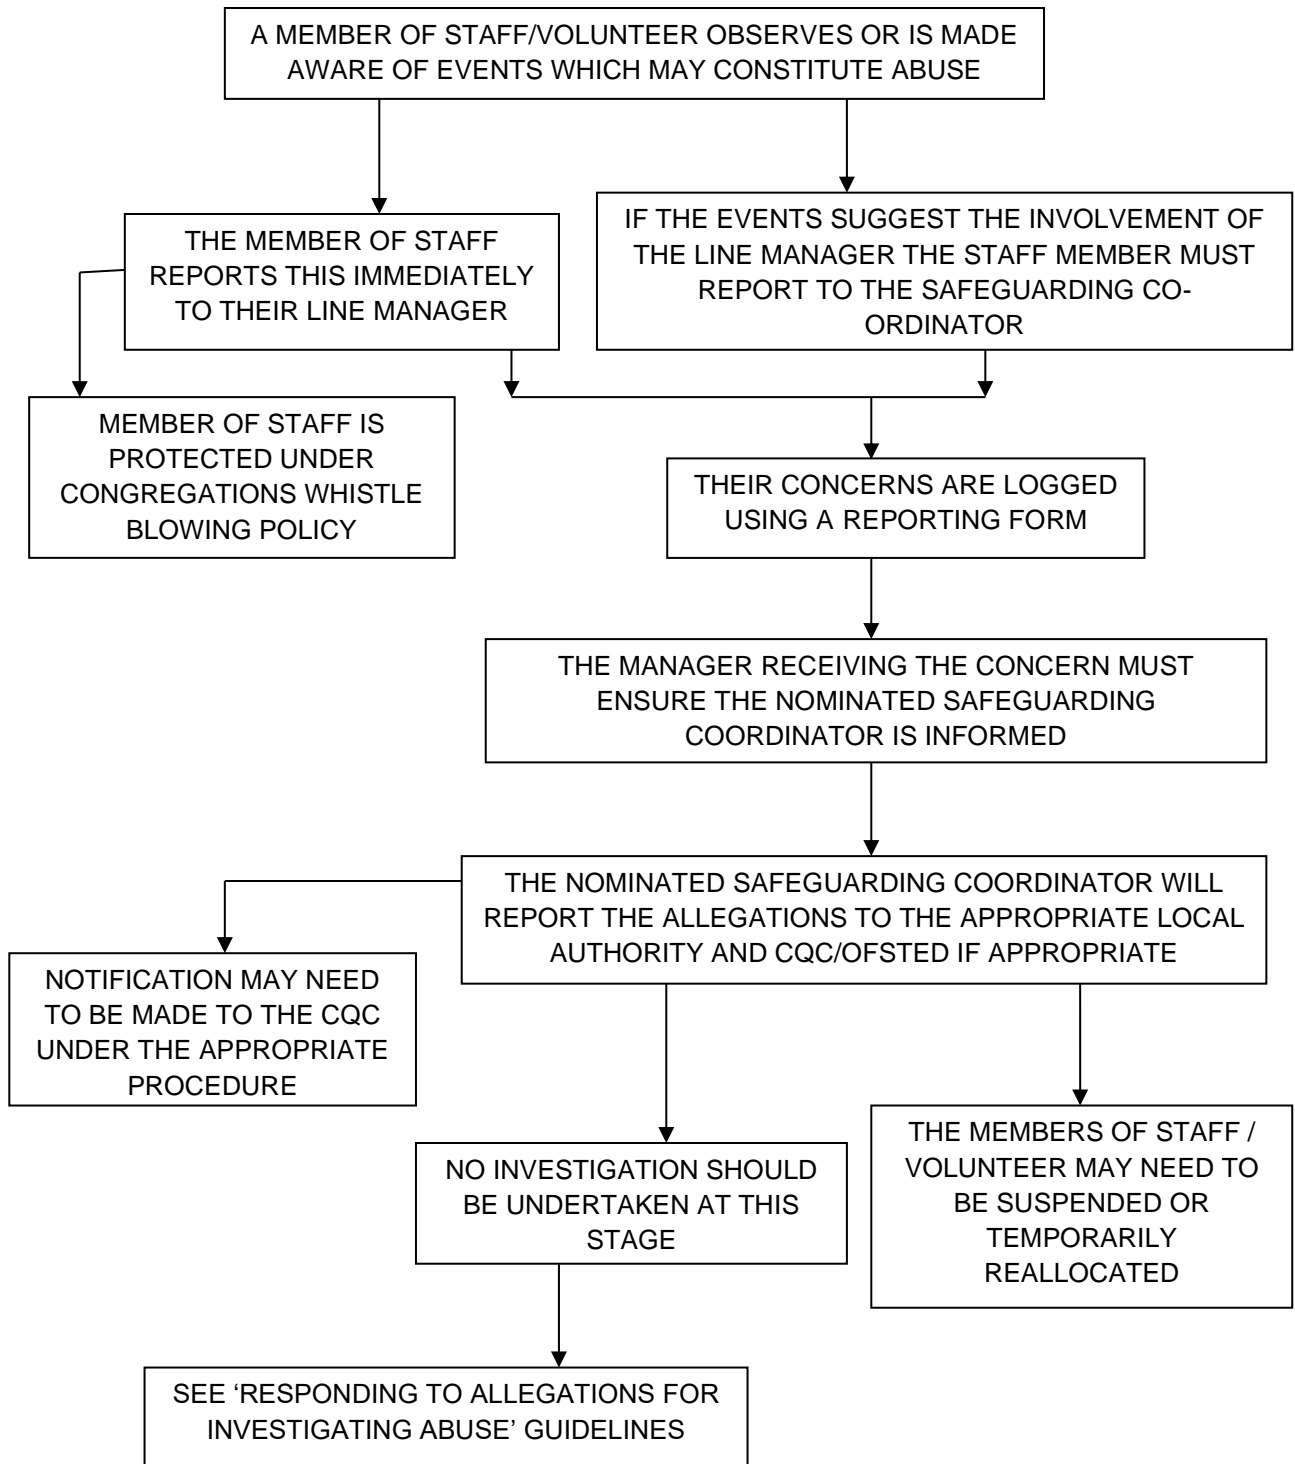 A MEMBER OF STAFF/VOLUNTEER OBSERVES OR IS MADE
AWARE OF EVENTS WHICH MAY CONSTITUTE ABUSE
THE MEMBER OF STAFF
REPORTS THIS IMMEDIATELY
TO THEIR LINE MANAGER
IF THE EVENTS SUGGEST THE INVOLVEMENT OF
THE LINE MANAGER THE STAFF MEMBER MUST
REPORT TO THE SAFEGUARDING CO-
ORDINATOR
MEMBER OF STAFF IS
PROTECTED UNDER
CONGREGATIONS WHISTLE
BLOWING POLICY
THEIR CONCERNS ARE LOGGED
USING A REPORTING FORM
THE MANAGER RECEIVING THE CONCERN MUST
ENSURE THE NOMINATED SAFEGUARDING
COORDINATOR IS INFORMED
THE NOMINATED SAFEGUARDING COORDINATOR WILL
REPORT THE ALLEGATIONS TO THE APPROPRIATE LOCAL
AUTHORITY AND CQC/OFSTED IF APPROPRIATE
NOTIFICATION MAY NEED
TO BE MADE TO THE CQC
UNDER THE APPROPRIATE
PROCEDURE
NO INVESTIGATION SHOULD
BE UNDERTAKEN AT THIS
STAGE
THE MEMBERS OF STAFF /
VOLUNTEER MAY NEED TO
BE SUSPENDED OR
TEMPORARILY
REALLOCATED
SEE ‘RESPONDING TO ALLEGATIONS FOR
INVESTIGATING ABUSE’ GUIDELINES